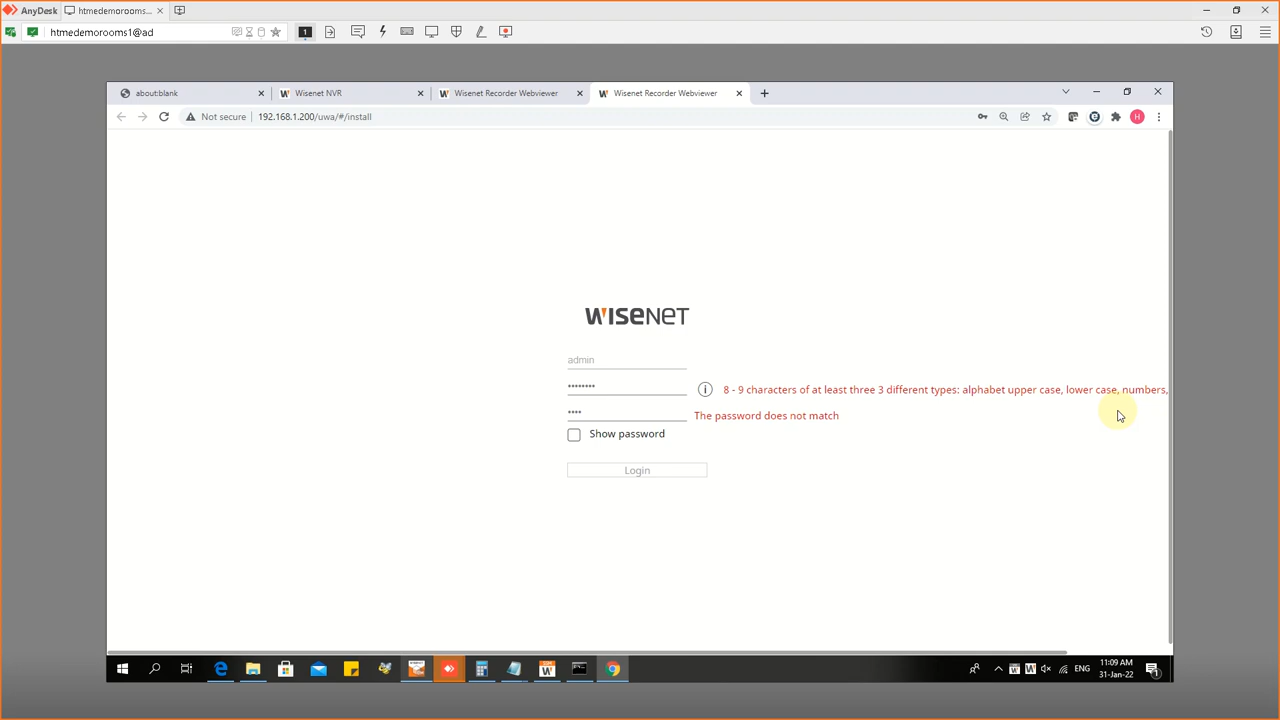 AnyDesk
htmedemorooms...
htmedemorooms1@ad
1
about:blank
Wisenet NVR
Wisenet Recorder Webviewer
Wisenet Recorder Webviewer
Not secure
192.168.1.200/uwa/#/install
H
WISENET
admin
••••••••
8 - 9 characters of at least three 3 different types: alphabet upper case, lower case, numbers,
••••
The password does not match
Show password
Login
ENG
11:09 AM
31-Jan-22
1